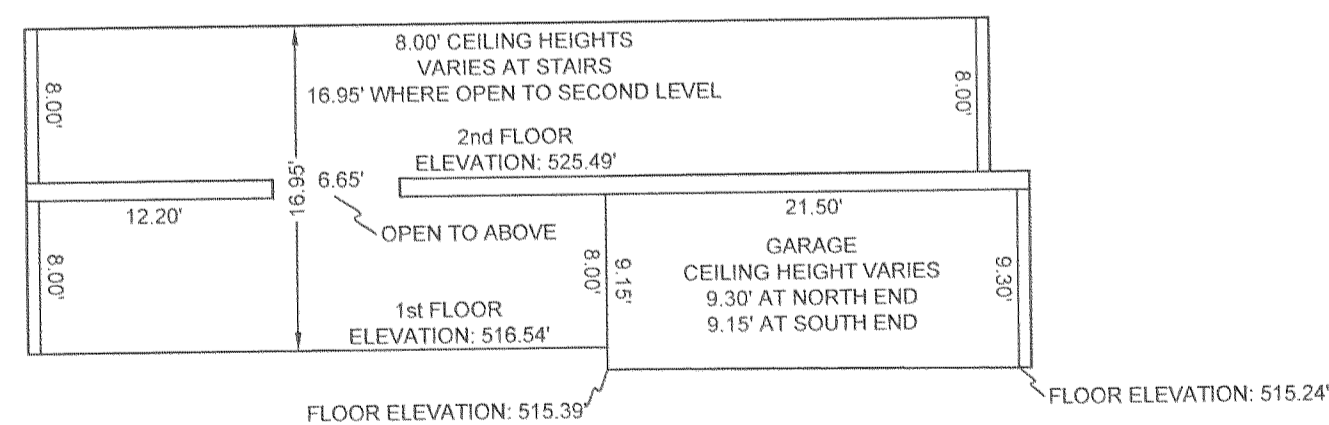 8.00' CEILING HEIGHTS
VARIES AT STAIRS
16.95' WHERE OPEN TO SECOND LEVEL
8.00'
8.00'
2nd FLOOR
ELEVATION: 525.49'
16.95'
6.65'
12.20'
OPEN TO ABOVE
21.50'
8.00'
8.00'
9.15'
GARAGE
CEILING HEIGHT VARIES
9.30' AT NORTH END
9.15' AT SOUTH END
9.30'
1st FLOOR
ELEVATION: 516.54'
FLOOR ELEVATION: 515.39'
FLOOR ELEVATION: 515.24'